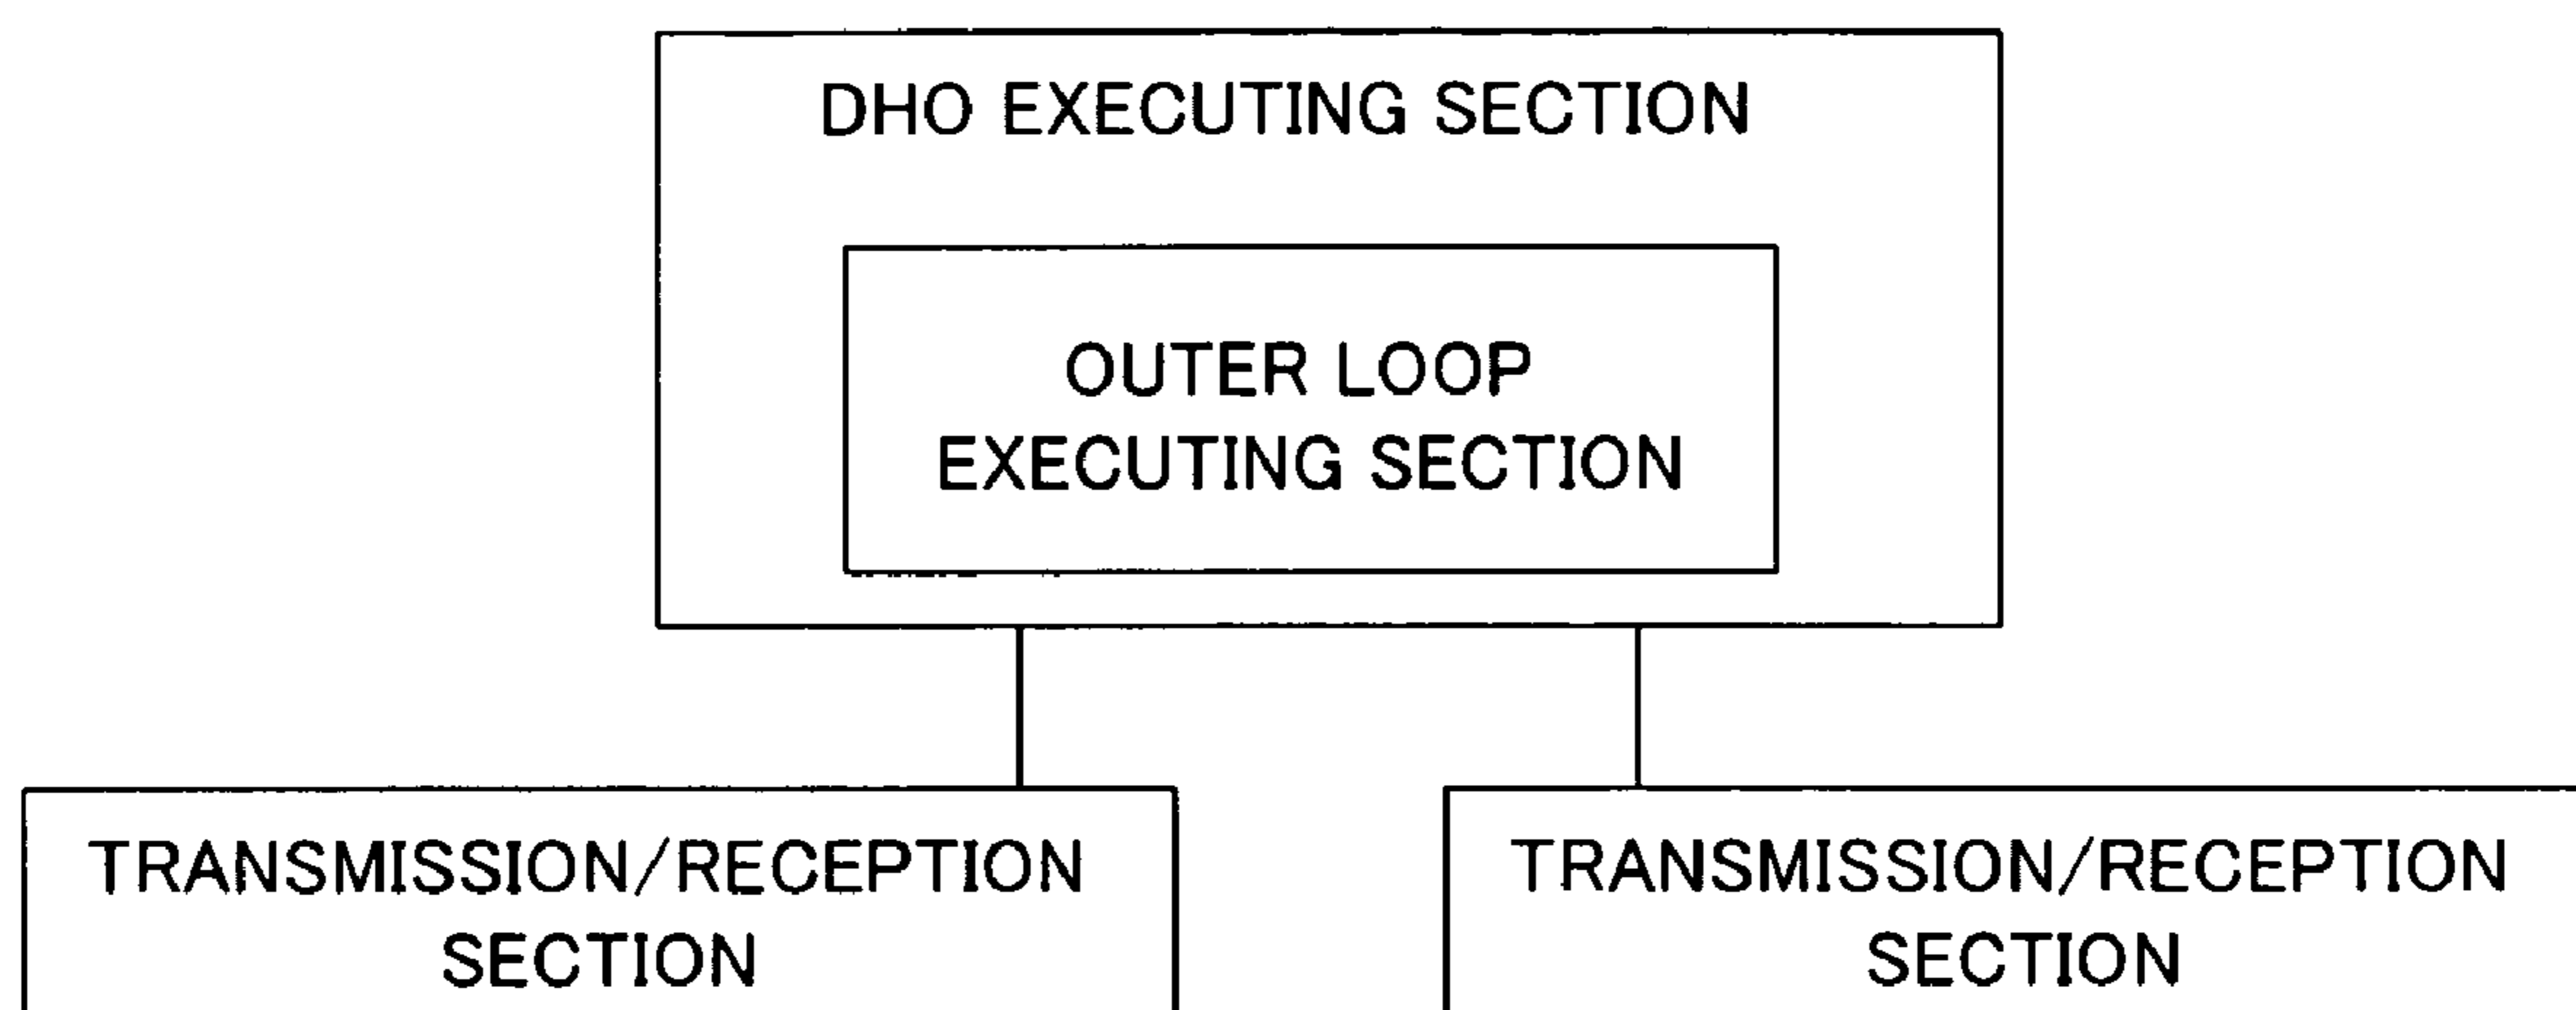 DHO EXECUTING SECTION
OUTER LOOP
EXECUTING SECTION
TRANSMISSION/RECEPTION
SECTION
TRANSMISSION/RECEPTION
SECTION